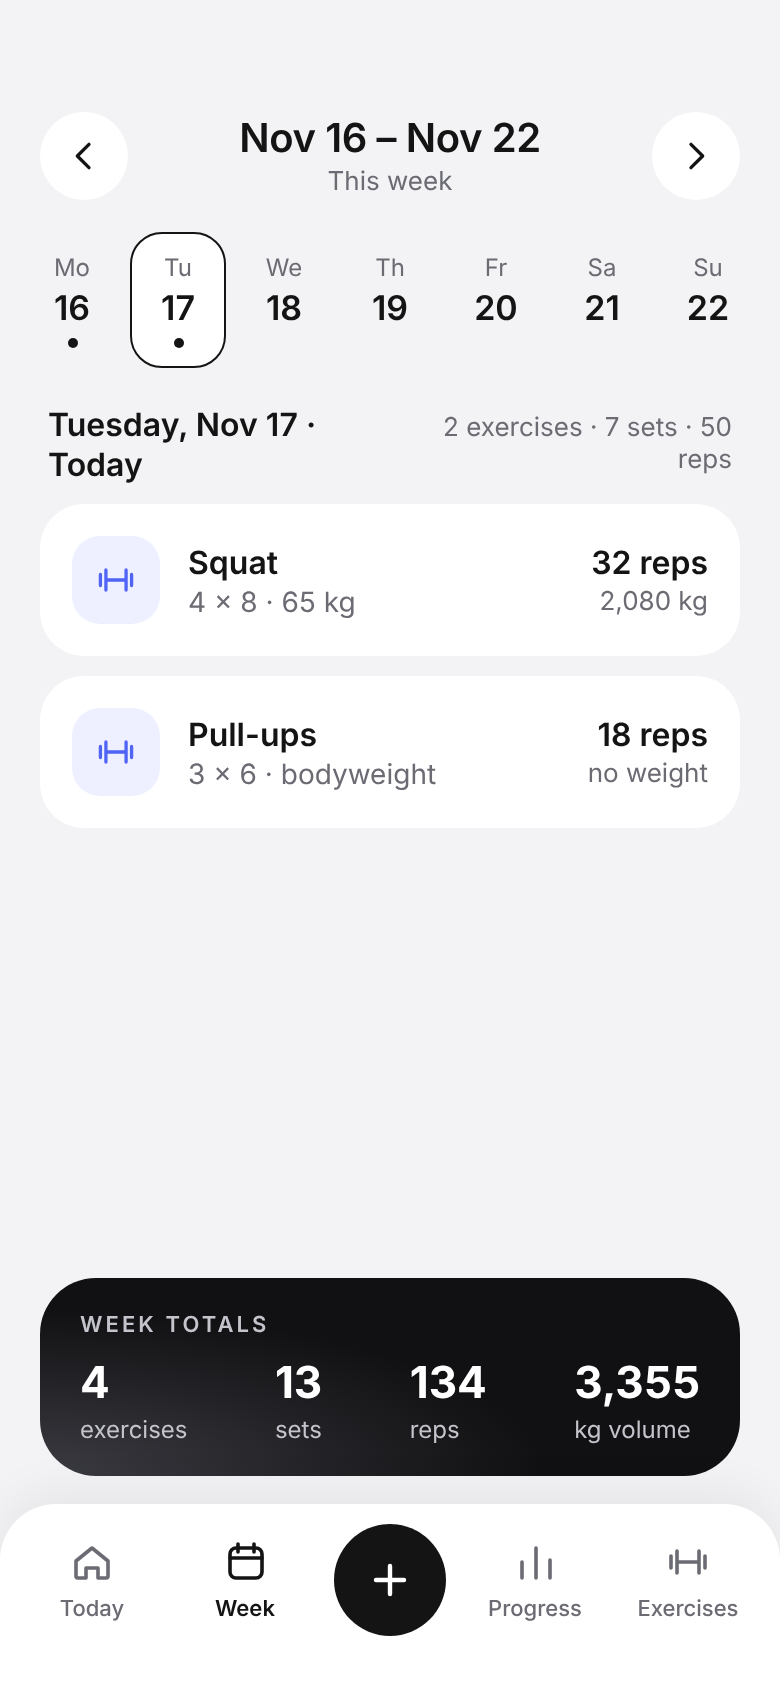 Nov 16 – Nov 22
This week
Mo Tu We Th Fr Sa Su
16 17 18 19 20 21 22
Tuesday, Nov 17 ·
Today
2 exercises · 7 sets · 50
reps
Squat
4 × 8 · 65 kg
32 reps
2,080 kg
Pull-ups
3 × 6 · bodyweight
18 reps
no weight
WEEK TOTALS
4 13 134 3,355
exercises sets reps kg volume
Today Week Progress Exercises